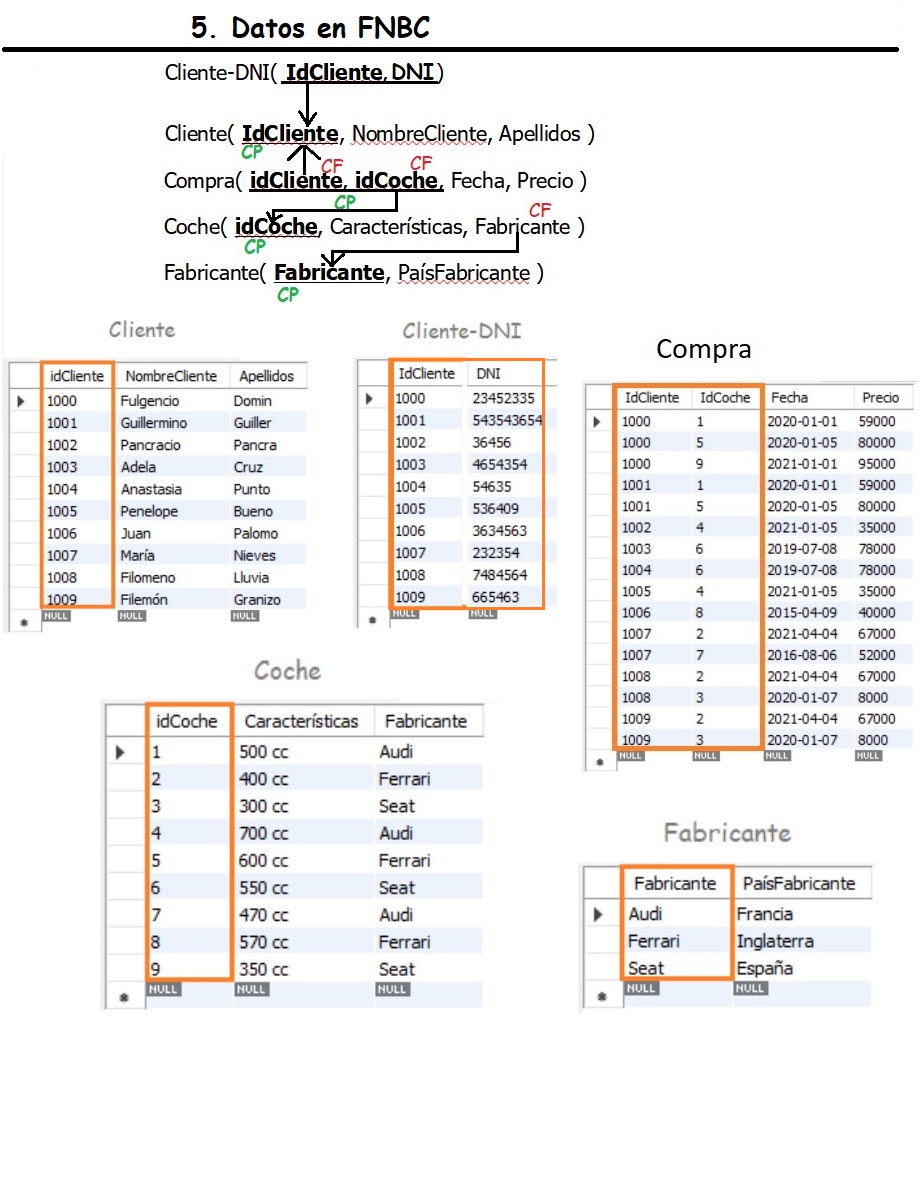 5. Datos en FNBC
Cliente-DNI( IdCliente, DNI)
Cliente( IdCliente, NombreCliente, Apellidos )
CP
CF CF
Compra( idCliente, idCoche, Fecha, Precio )
CP
CF
Coche( idCoche, Características, Fabricante )
CP
Fabricante( Fabricante, PaísFabricante )
CP
Cliente
idCliente NombreCliente Apellidos
1000 Fulgencio Domin
1001 Guillermino Guiller
1002 Pancracio Pancra
1003 Adela Cruz
1004 Anastasia Punto
1005 Penelope Bueno
1006 Juan Palomo
1007 María Nieves
1008 Filomeno Lluvia
1009 Filemón Granizo
NULL NULL NULL
Cliente-DNI
IdCliente DNI
1000 23452335
1001 543543654
1002 36456
1003 4654354
1004 54635
1005 536409
1006 3634563
1007 232354
1008 7484564
1009 665463
NULL NULL
Compra
IdCliente IdCoche Fecha Precio
1000 1 2020-01-01 59000
1000 5 2020-01-05 80000
1000 9 2021-01-01 95000
1001 1 2020-01-01 59000
1001 5 2020-01-05 80000
1002 4 2021-01-05 35000
1003 6 2019-07-08 78000
1004 6 2019-07-08 78000
1005 4 2021-01-05 35000
1006 8 2015-04-09 40000
1007 2 2021-04-04 67000
1007 7 2016-08-06 52000
1008 2 2021-04-04 67000
1008 3 2020-01-07 8000
1009 2 2021-04-04 67000
1009 3 2020-01-07 8000
NULL NULL NULL NULL
Coche
idCoche Características Fabricante
1 500 cc Audi
2 400 cc Ferrari
3 300 cc Seat
4 700 cc Audi
5 600 cc Ferrari
6 550 cc Seat
7 470 cc Audi
8 570 cc Ferrari
9 350 cc Seat
NULL NULL NULL
Fabricante
Fabricante PaísFabricante
Audi Francia
Ferrari Inglaterra
Seat España
NULL NULL